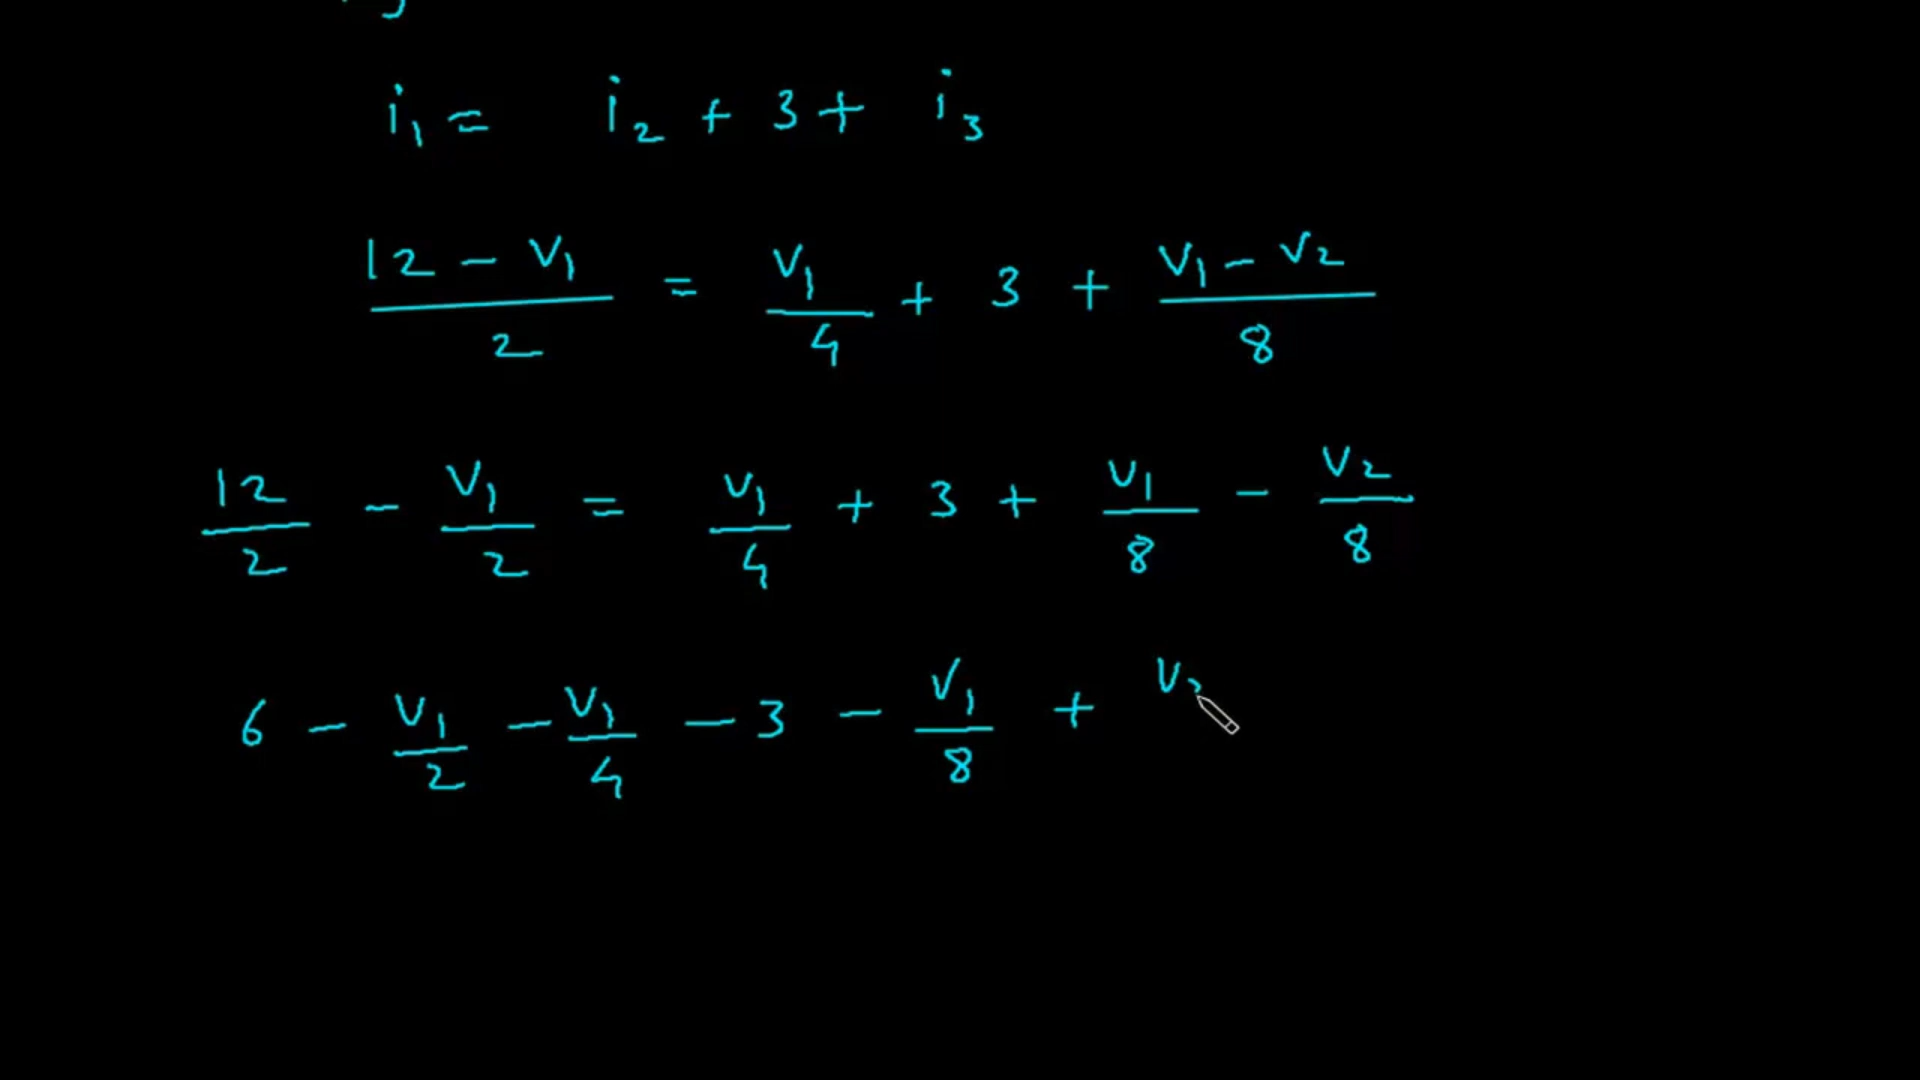 i₁ = i₂ + 3 + i₃
12 - V₁ / 2 = V₁ / 4 + 3 + V₁ - V₂ / 8
12 / 2 - V₁ / 2 = V₁ / 4 + 3 + V₁ / 8 - V₂ / 8
6 - V₁ / 2 - V₁ / 4 - 3 - V₁ / 8 + V